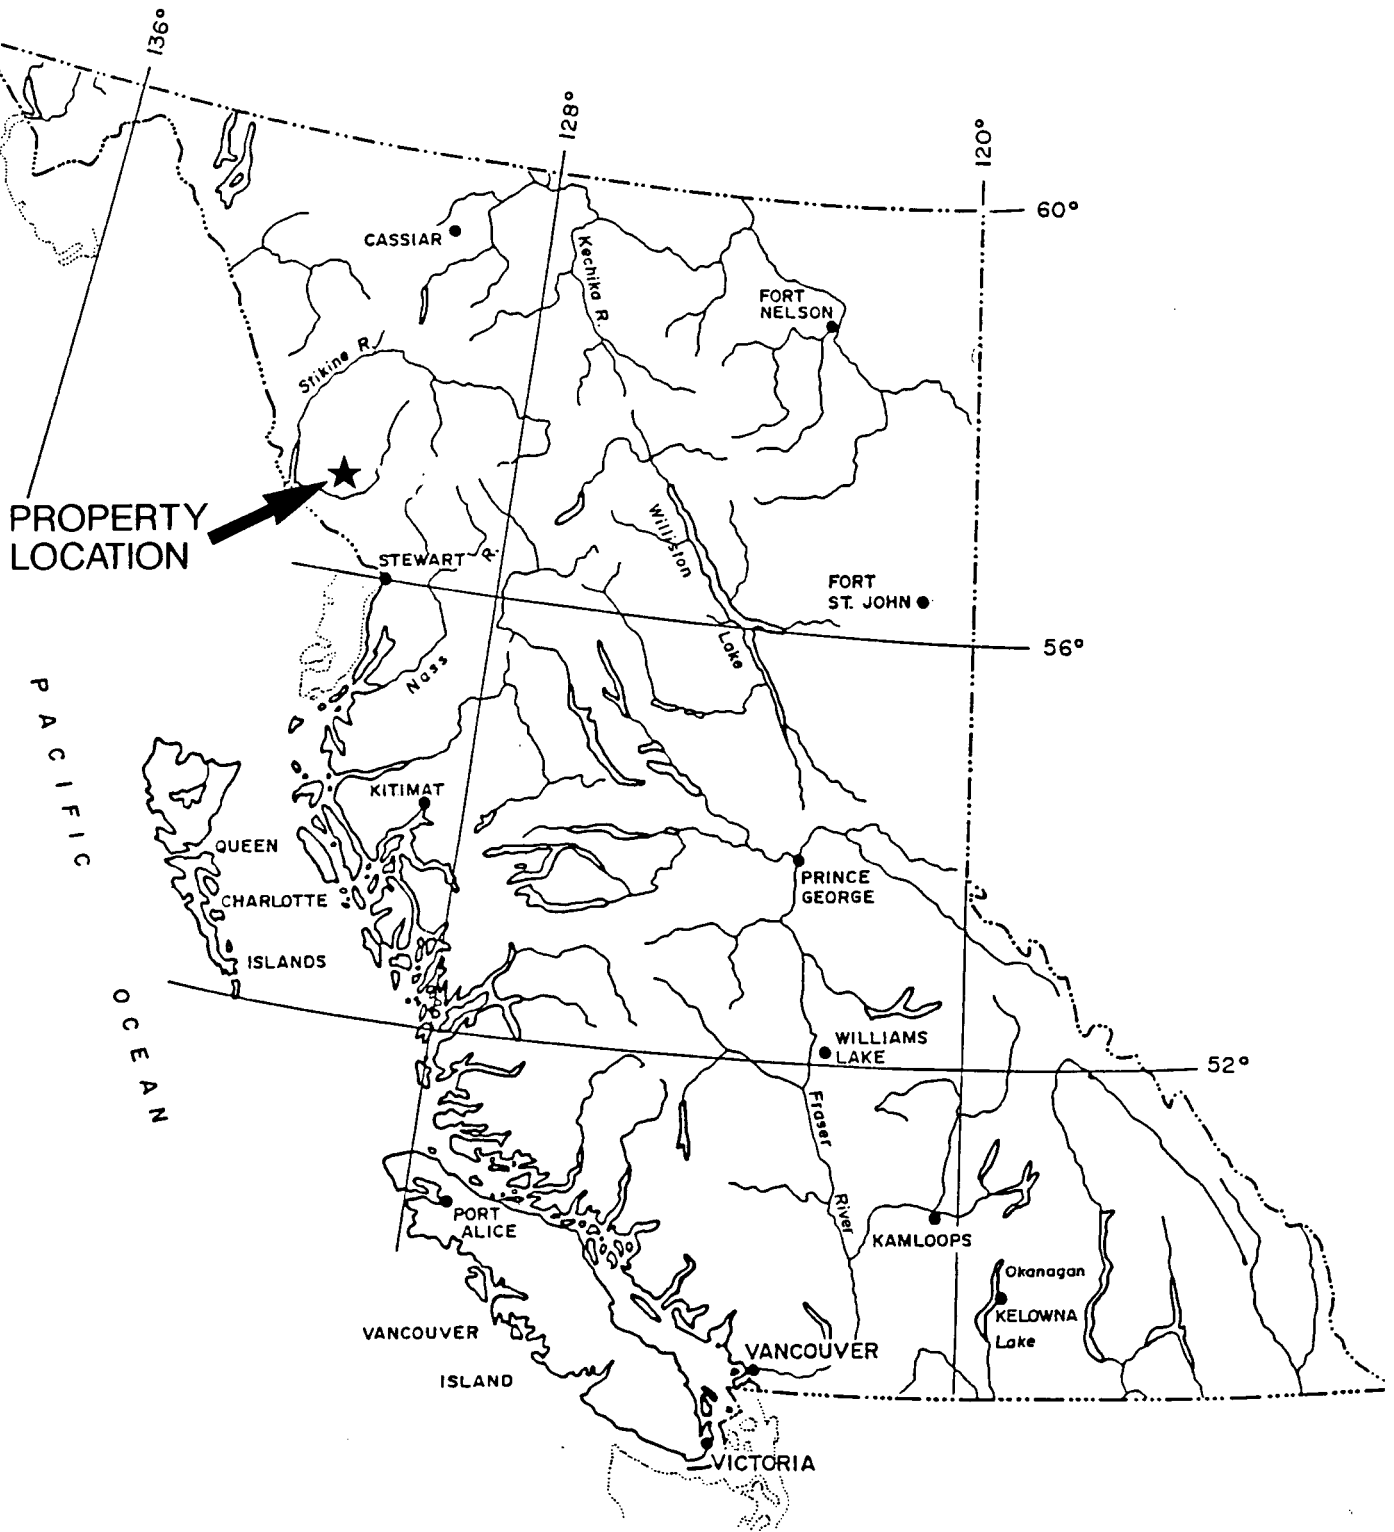 136°
128°
120°
60°
CASSIAR
Kechika R.
FORT
NELSON
Stikine R.
PROPERTY
LOCATION
STEWART
R.
Williston
FORT
ST. JOHN
56°
Lake
Nass
PACIFIC
KITIMAT
QUEEN
PRINCE
GEORGE
CHARLOTTE
ISLANDS
OCEAN
WILLIAMS
LAKE
52°
Fraser
River
PORT
ALICE
KAMLOOPS
Okanagan
KELOWNA
Lake
VANCOUVER
ISLAND
VANCOUVER
VICTORIA